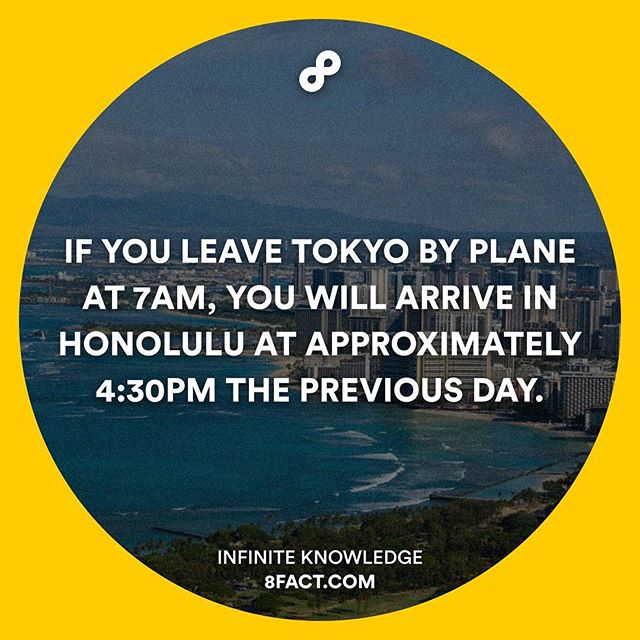 IF YOU LEAVE TOKYO BY PLANE
AT 7AM, YOU WILL ARRIVE IN
HONOLULU AT APPROXIMATELY
4:30PM THE PREVIOUS DAY.
INFINITE KNOWLEDGE
8FACT.COM